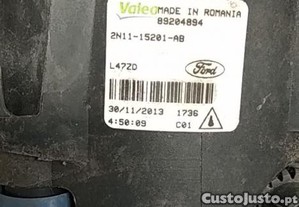 Valeo MADE IN ROMANIA
89204894
2N11-15201-AB
L47ZD
Ford
30/11/2013 1736
4:50:09 C01
CustoJusto.pt